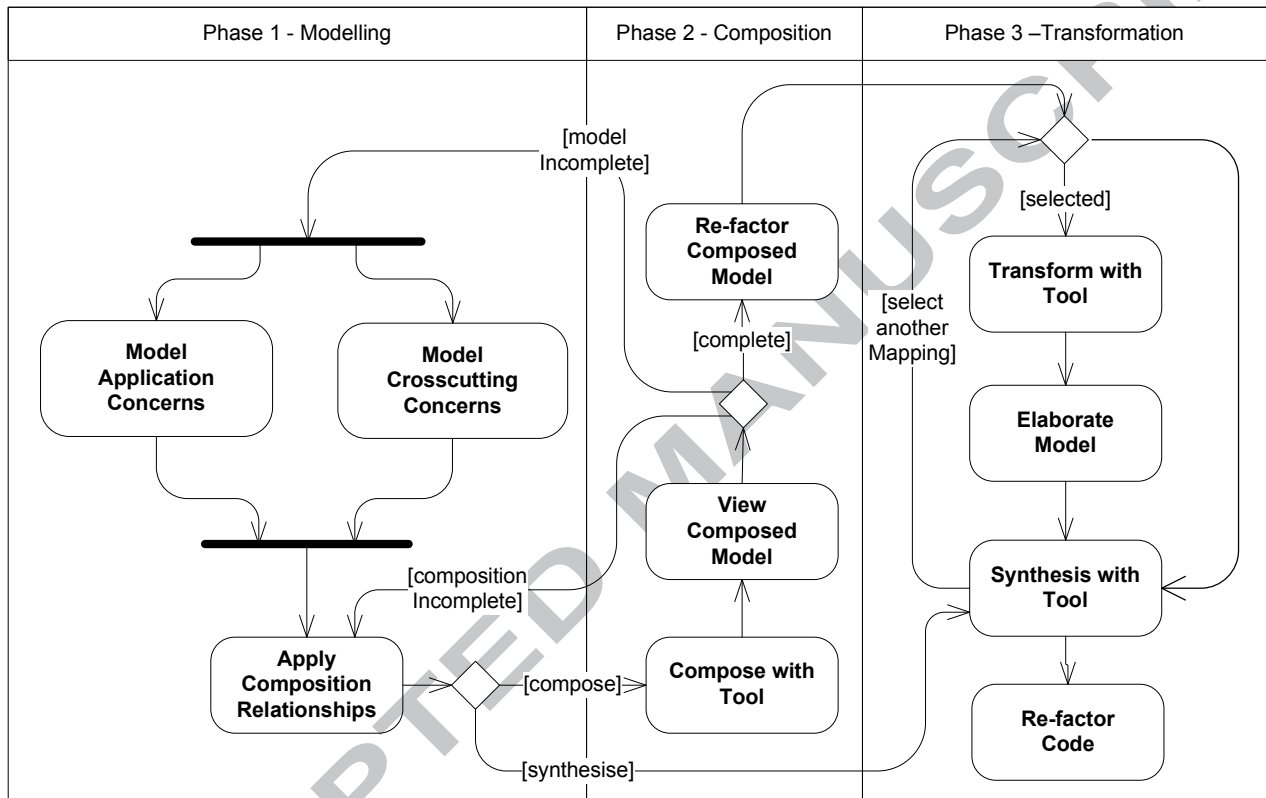 Phase 1 - Modelling
Phase 2 - Composition
Phase 3 –Transformation
[model
Incomplete]
Model
Application
Concerns
Model
Crosscutting
Concerns
[composition
Incomplete]
Apply
Composition
Relationships
[compose]
[synthesise]
Re-factor
Composed
Model
[complete]
View
Composed
Model
Compose with
Tool
[selected]
Transform with
Tool
[select
another
Mapping]
Elaborate
Model
Synthesis with
Tool
Re-factor
Code
PTED MANUSCR